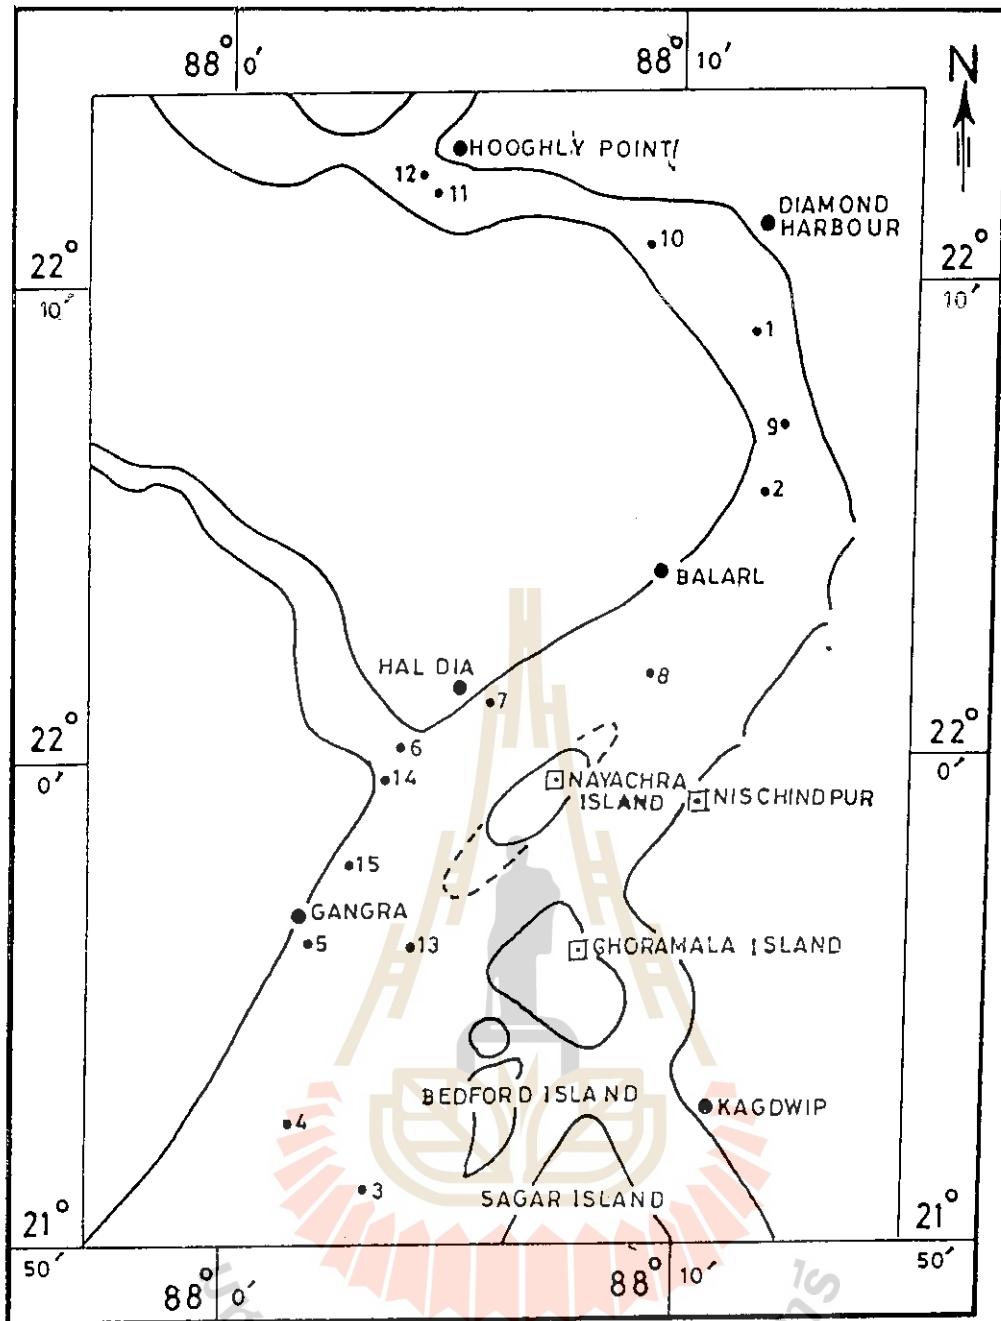 88° 0′
88° 10′
N
HOOGHLY POINT
12
11
DIAMOND
HARBOUR
10
22°
10′
22°
10′
1
9
2
BALARL
HAL DIA
8
7
6
22°
0′
22°
0′
14
NAYACHRA
ISLAND
NISCHINDPUR
15
GANGRA
5
13
GHORAMALA ISLAND
BEDFORD ISLAND
KAGDWIP
4
3
SAGAR ISLAND
21°
50′
21°
50′
88° 0′
88° 10′